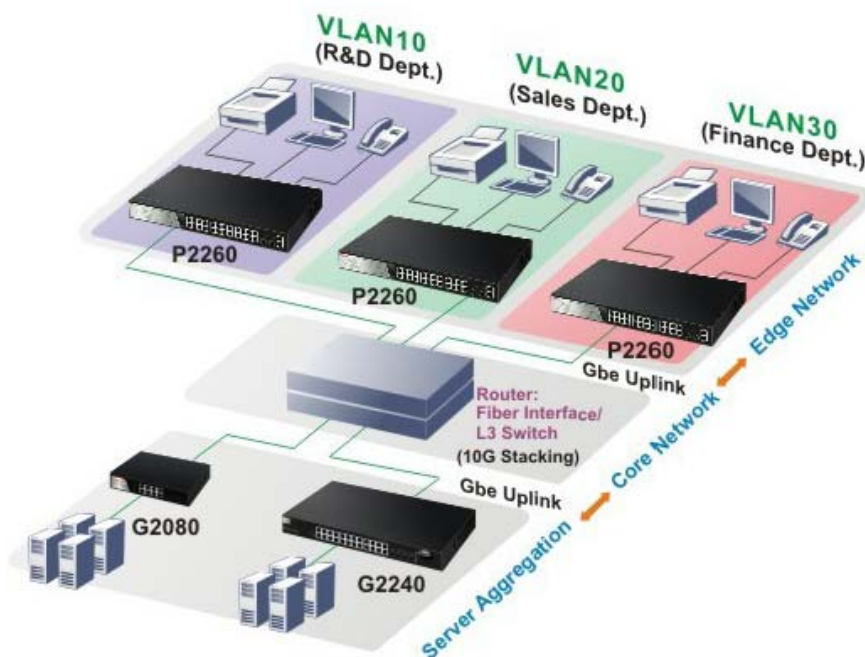 VLAN10
(R&D Dept.)
VLAN20
(Sales Dept.)
VLAN30
(Finance Dept.)
P2260
P2260
P2260
Gbe Uplink
Edge Network
Router:
Fiber Interface/
L3 Switch
(10G Stacking)
Core Network
Gbe Uplink
G2080
G2240
Server Aggregation